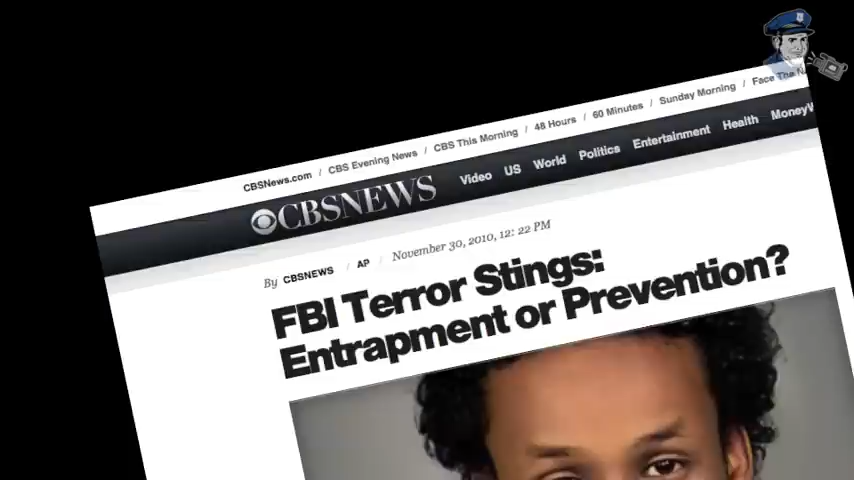 CBSNews.com / CBS Evening News / CBS This Morning / 48 Hours / 60 Minutes / Sunday Morning / Face The
CBSNEWS Video US World Politics Entertainment Health
By CBSNEWS / AP / November 30, 2010, 12:22 PM
FBI Terror Stings:
Entrapment or Prevention?